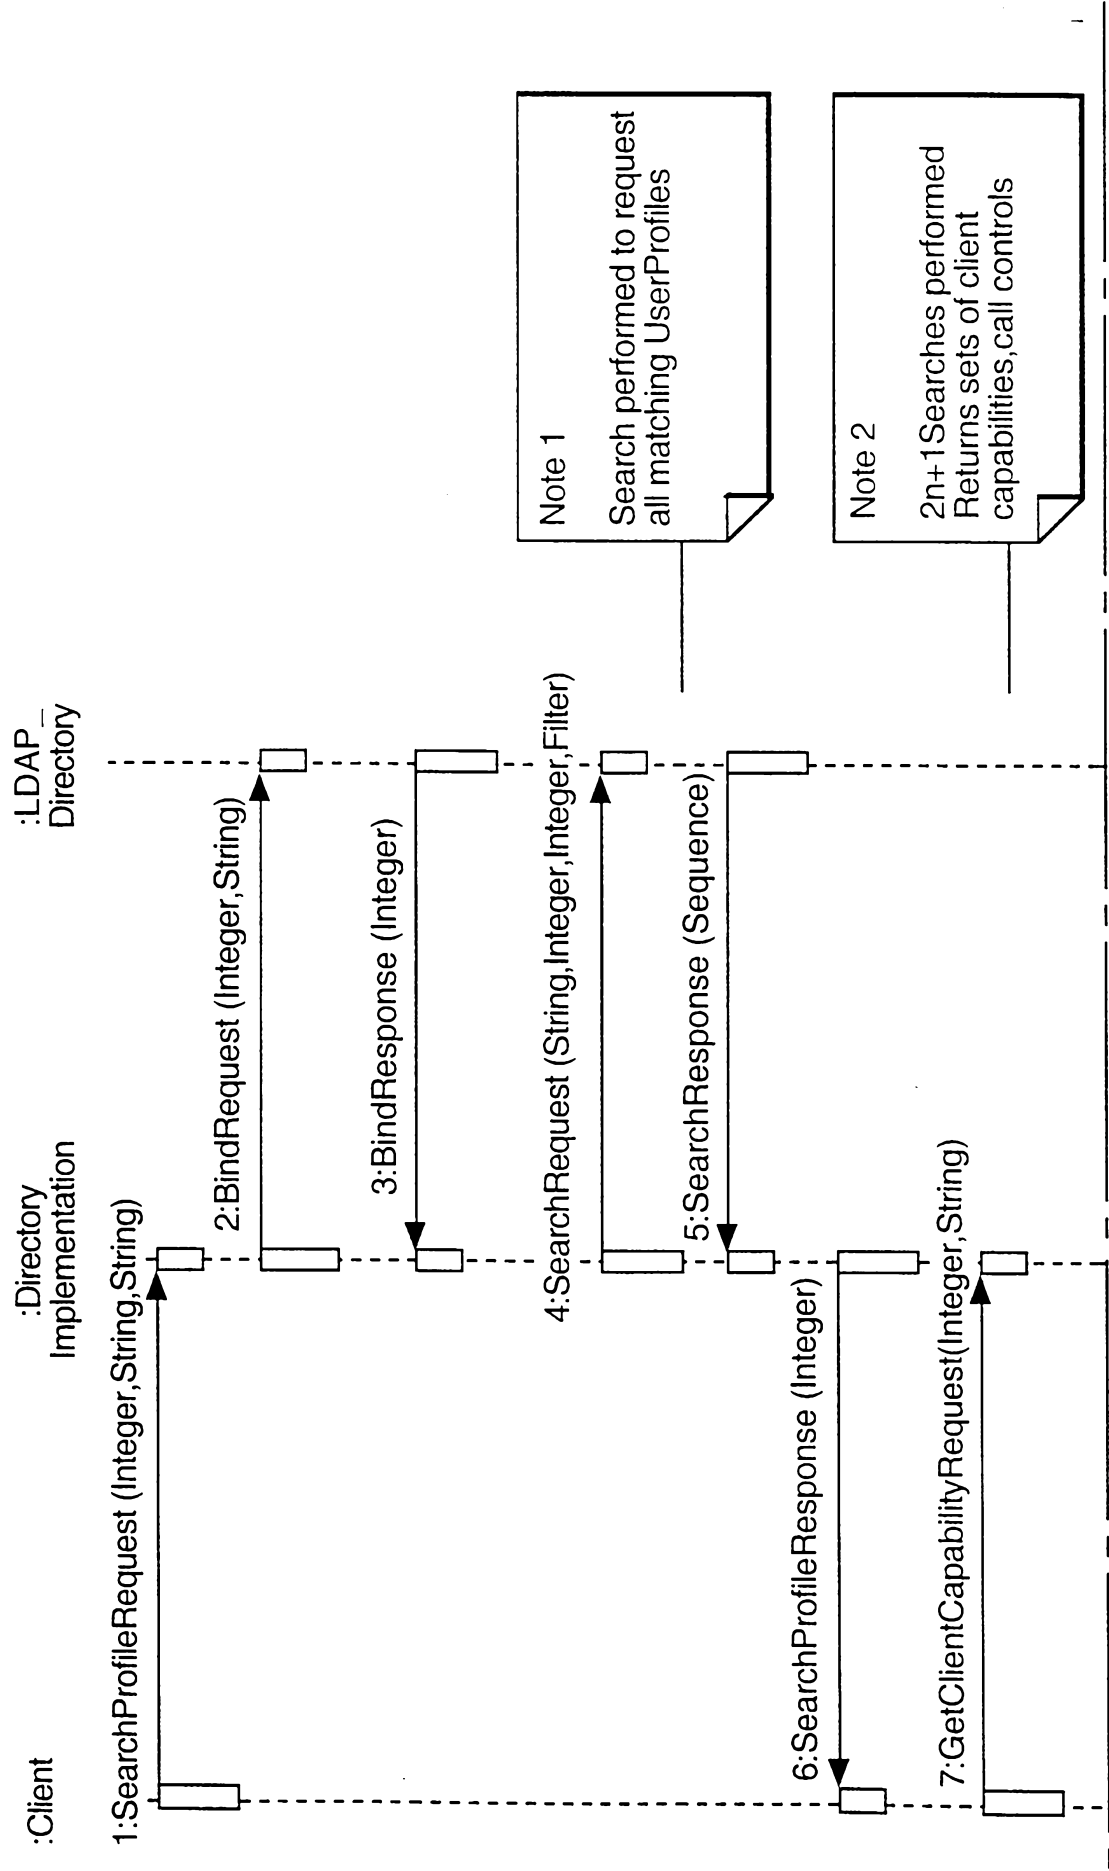 :Client
:Directory
Implementation
:LDAP_
Directory
1:SearchProfileRequest (Integer,String,String)
2:BindRequest (Integer,String)
3:BindResponse (Integer)
4:SearchRequest (String,Integer,Integer,Filter)
5:SearchResponse (Sequence)
6:SearchProfileResponse (Integer)
7:GetClientCapabilityRequest(Integer,String)
Note 1
Search performed to request
all matching UserProfiles
Note 2
2n+1Searches performed
Returns sets of client
capabilities,call controls